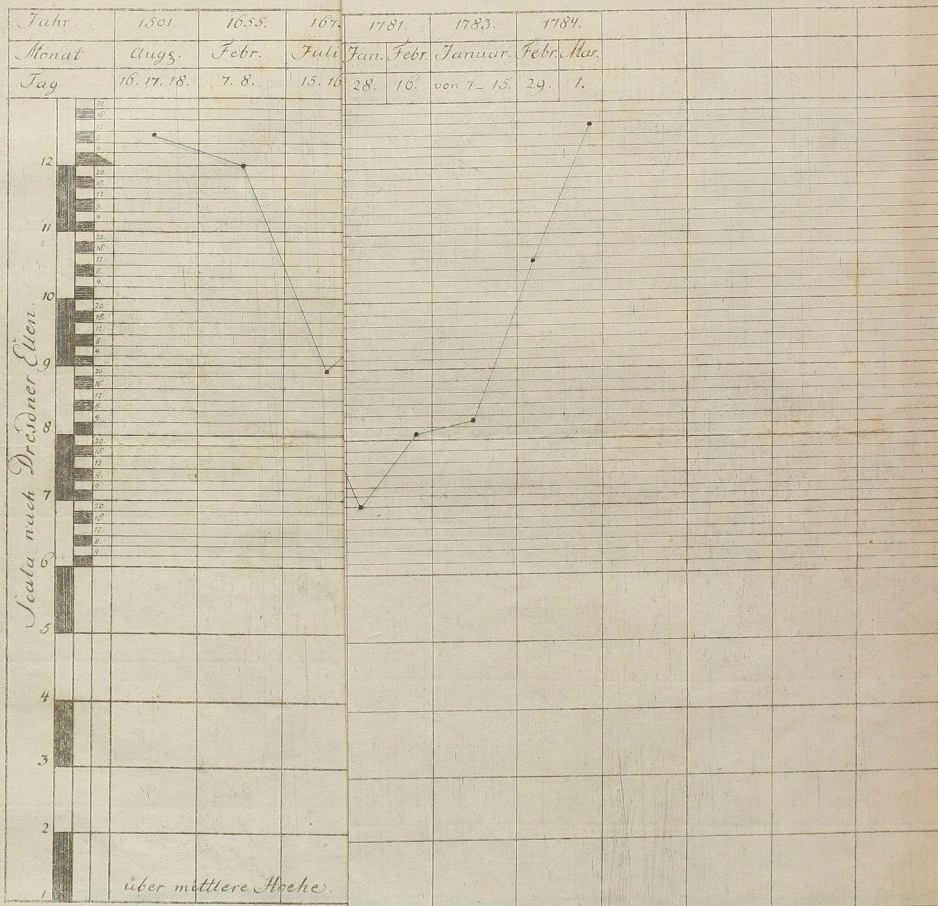 Jahr. 1501. 1655. 167 1781. 1783. 1784.
Monat Augs. Febr. Juli Jan. Febr. Januar. Febr. Mar.
Tag 16. 17. 18. 7. 8. 15. 16 28. 16. von 7 – 15. 29. 1.
Scala nach Dresdner Ellen.
12
11
10
9
8
7
6
5
4
3
2
1
über mittlere Hoehe.